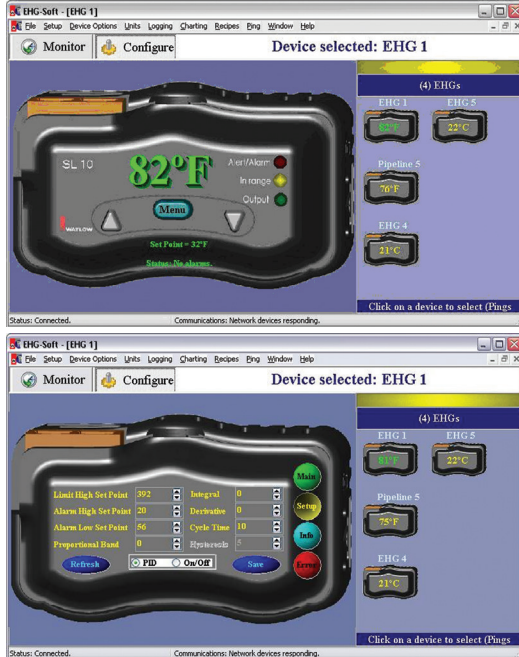 EHG-Soft - [EHG 1]
File Setup Device Options Units Logging Charting Recipes Ping Window Help
Monitor Configure Device selected: EHG 1
(4) EHGs
EHG 1 EHG 5
82°F 22°C
SL 10 82°F Alert/Alarm
In range
Output
Pipeline 5
76°F
Menu
WATLOW
EHG 4
21°C
Set Point = 32°F
Status: No alarms.
Click on a device to select (Pings
Status: Connected. Communications: Network devices responding.
EHG-Soft - [EHG 1]
File Setup Device Options Units Logging Charting Recipes Ping Window Help
Monitor Configure Device selected: EHG 1
(4) EHGs
EHG 1 EHG 5
81°F 22°C
Main
Limit High Set Point 392 Integral 0
Alarm High Set Point 20 Derivative 0 Setup
Alarm Low Set Point 56 Cycle Time 10
Proportional Band 0 Hysteresis 5
Info
Refresh PID On/Off Save Error
Pipeline 5
75°F
EHG 4
21°C
Click on a device to select (Pings
Status: Connected. Communications: Network devices responding.